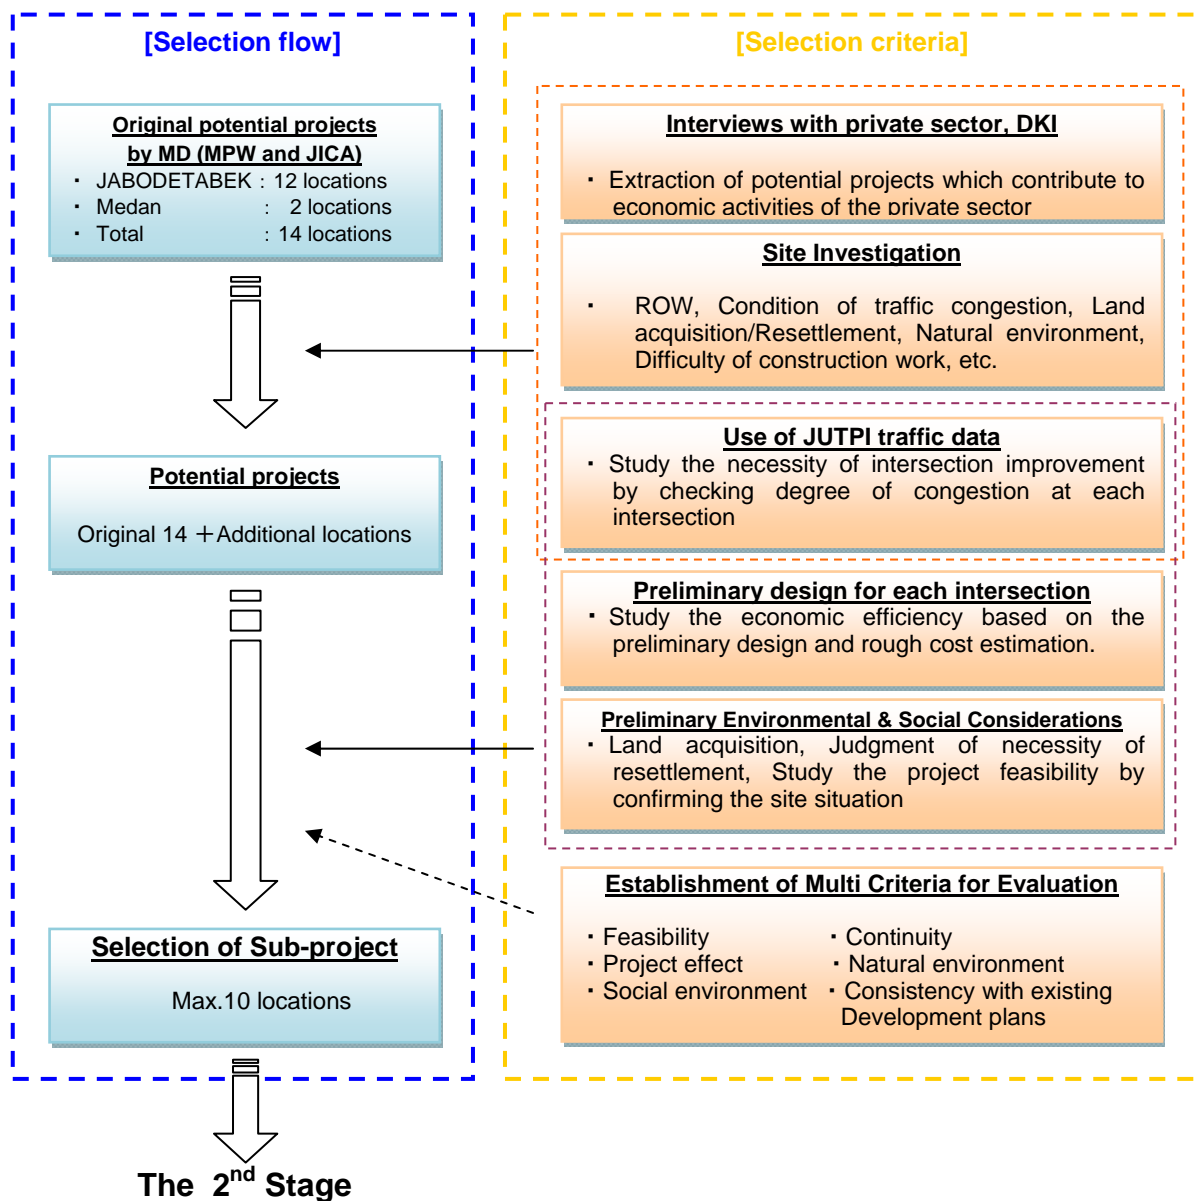 [Selection flow]
Original potential projects
by MD (MPW and JICA)
・ JABODETABEK : 12 locations
・ Medan : 2 locations
・ Total : 14 locations
Potential projects
Original 14 +Additional locations
Selection of Sub-project
Max.10 locations
The 2nd Stage
[Selection criteria]
Interviews with private sector, DKI
・ Extraction of potential projects which contribute to
economic activities of the private sector
Site Investigation
・ ROW, Condition of traffic congestion, Land
acquisition/Resettlement, Natural environment,
Difficulty of construction work, etc.
Use of JUTPI traffic data
・ Study the necessity of intersection improvement
by checking degree of congestion at each
intersection
Preliminary design for each intersection
・ Study the economic efficiency based on the
preliminary design and rough cost estimation.
Preliminary Environmental & Social Considerations
・ Land acquisition, Judgment of necessity of
resettlement, Study the project feasibility by
confirming the site situation
Establishment of Multi Criteria for Evaluation
・ Feasibility ・ Continuity
・ Project effect ・ Natural environment
・ Social environment ・ Consistency with existing
Development plans